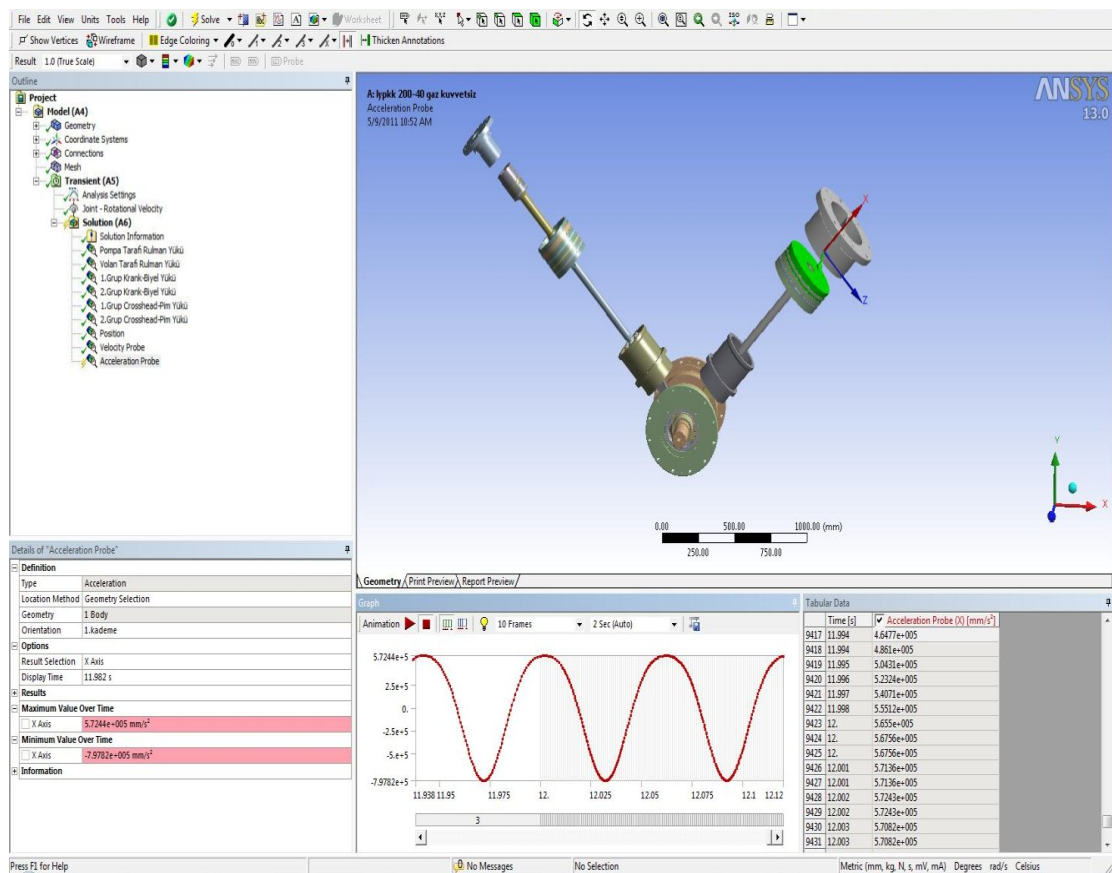 File Edit View Units Tools Help Solve Worksheet
Show Vertices Wireframe Edge Coloring Thicken Annotations
Result 1.0 (True Scale) Probe
Outline
Project
Model (A4)
Geometry
Coordinate Systems
Connections
Mesh
Transient (A5)
Analysis Settings
Joint - Rotational Velocity
Solution (A6)
Solution Information
Pompa Tarafi Rulman Yükü
Volan Tarafi Rulman Yükü
1.Grup Krank-Biyel Yükü
2.Grup Krank-Biyel Yükü
1.Grup Crosshead-Pim Yükü
2.Grup Crosshead-Pim Yükü
Position
Velocity Probe
Acceleration Probe
A: lypkk 200-40 gaz kuvvetsiz
Acceleration Probe
5/9/2011 10:52 AM
ANSYS
13.0
X
Z
Y
X
0.00 500.00 1000.00 (mm)
250.00 750.00
Geometry Print Preview Report Preview
Details of "Acceleration Probe"
Definition
Type Acceleration
Location Method Geometry Selection
Geometry 1 Body
Orientation 1.kademe
Options
Result Selection X Axis
Display Time 11.982 s
Results
Maximum Value Over Time
X Axis 5.7244e+005 mm/s²
Minimum Value Over Time
X Axis -7.9782e+005 mm/s²
Information
Graph
Animation 10 Frames 2 Sec (Auto)
5.7244e+5
2.5e+5
0.
-2.5e+5
-5.e+5
-7.9782e+5
11.938 11.95 11.975 12. 12.025 12.05 12.075 12.1 12.12
3
Tabular Data
Time [s] Acceleration Probe (X) [mm/s²]
9417 11.994 4.6477e+005
9418 11.994 4.861e+005
9419 11.995 5.0431e+005
9420 11.996 5.2324e+005
9421 11.997 5.4071e+005
9422 11.998 5.5512e+005
9423 12. 5.655e+005
9424 12. 5.6756e+005
9425 12. 5.6756e+005
9426 12.001 5.7136e+005
9427 12.001 5.7136e+005
9428 12.002 5.7243e+005
9429 12.002 5.7243e+005
9430 12.003 5.7082e+005
9431 12.003 5.7082e+005
Press F1 for Help No Messages No Selection Metric (mm, kg, N, s, mV, mA) Degrees rad/s Celsius